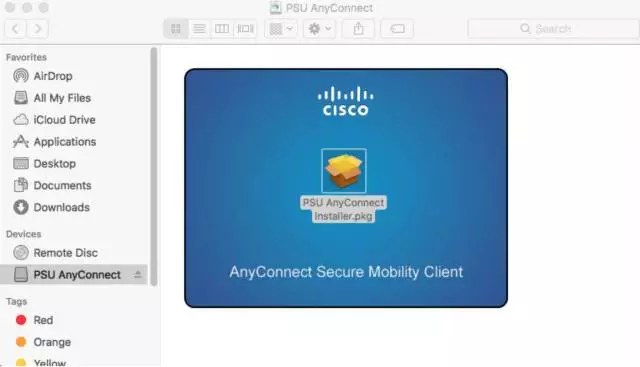 PSU AnyConnect
Search
Favorites
AirDrop
All My Files
iCloud Drive
Applications
Desktop
Documents
Downloads
Devices
Remote Disc
PSU AnyConnect
Tags
Red
Orange
Yellow
CISCO
PSU AnyConnect
Installer.pkg
AnyConnect Secure Mobility Client